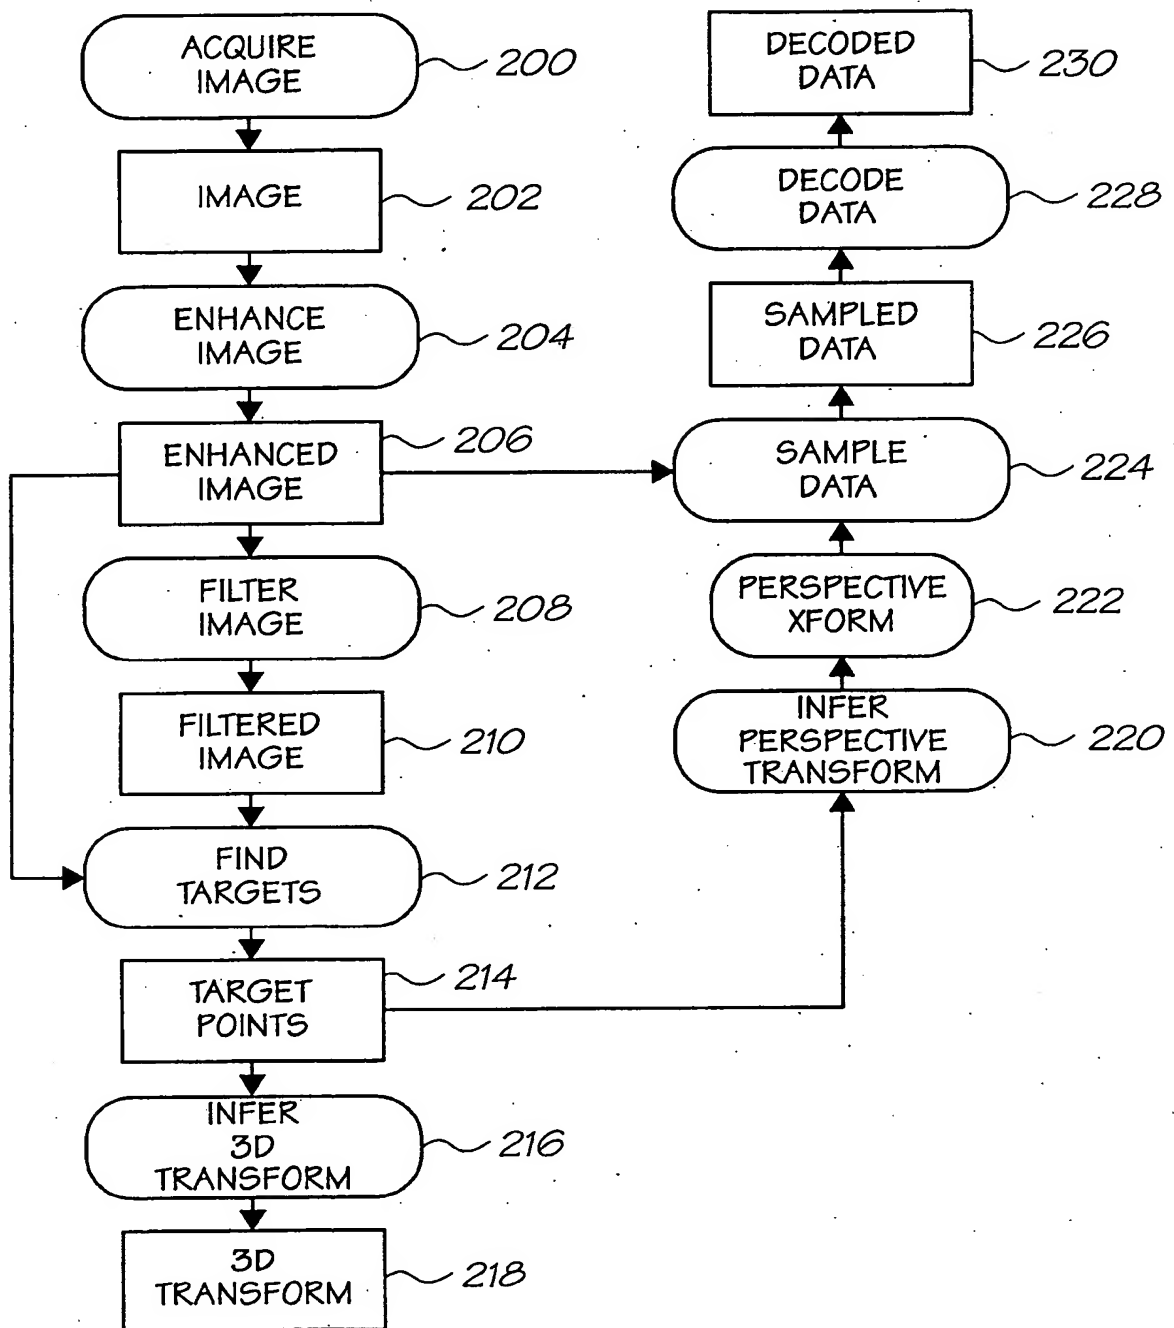 ACQUIRE
IMAGE
200
IMAGE
202
ENHANCE
IMAGE
204
ENHANCED
IMAGE
206
FILTER
IMAGE
208
FILTERED
IMAGE
210
FIND
TARGETS
212
TARGET
POINTS
214
INFER
3D
TRANSFORM
216
3D
TRANSFORM
218
DECODED
DATA
230
DECODE
DATA
228
SAMPLED
DATA
226
SAMPLE
DATA
224
PERSPECTIVE
XFORM
222
INFER
PERSPECTIVE
TRANSFORM
220